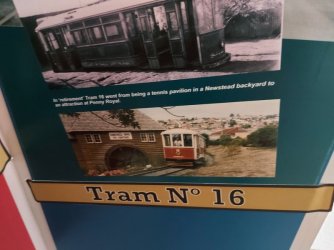 In 'retirement' Tram 16 went from being a tennis pavilion in a Newstead backyard to
an attraction at Penny Royal.
Tram Nº 16